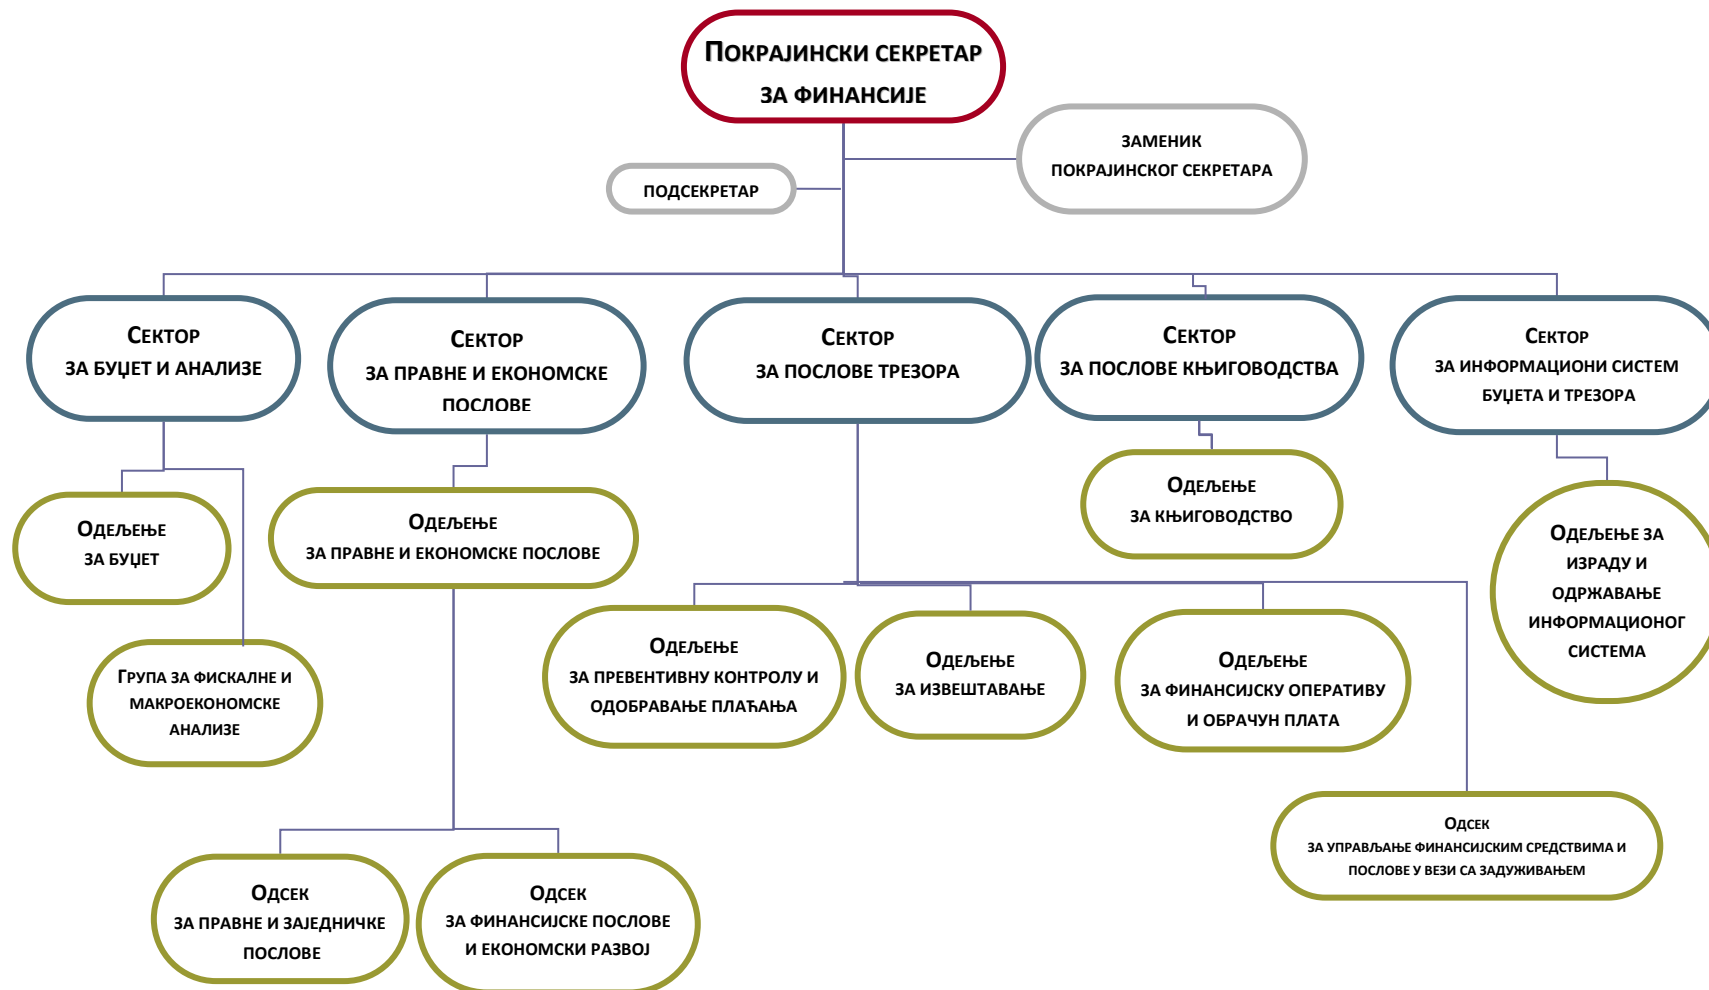 ПОКРАЈИНСКИ СЕКРЕТАР
ЗА ФИНАНСИЈЕ
ЗАМЕНИК
ПОКРАЈИНСКОГ СЕКРЕТАРА
ПОДСЕКРЕТАР
СЕКТОР
ЗА БУЏЕТ И АНАЛИЗЕ
СЕКТОР
ЗА ПРАВНЕ И ЕКОНОМСКЕ
ПОСЛОВЕ
СЕКТОР
ЗА ПОСЛОВЕ ТРЕЗОРА
СЕКТОР
ЗА ПОСЛОВЕ КЊИГОВОДСТВА
СЕКТОР
ЗА ИНФОРМАЦИОНИ СИСТЕМ
БУЏЕТА И ТРЕЗОРА
ОДЕЉЕЊЕ
ЗА БУЏЕТ
ОДЕЉЕЊЕ
ЗА ПРАВНЕ И ЕКОНОМСКЕ ПОСЛОВЕ
ОДЕЉЕЊЕ
ЗА КЊИГОВОДСТВО
ОДЕЉЕЊЕ ЗА
ИЗРАДУ И
ОДРЖАВАЊЕ
ИНФОРМАЦИОНОГ
СИСТЕМА
ГРУПА ЗА ФИСКАЛНЕ И
МАКРОЕКОНОМСКЕ
АНАЛИЗЕ
ОДЕЉЕЊЕ
ЗА ПРЕВЕНТИВНУ КОНТРОЛУ И
ОДОБРАВАЊЕ ПЛАЋАЊА
ОДЕЉЕЊЕ
ЗА ИЗВЕШТАВАЊЕ
ОДЕЉЕЊЕ
ЗА ФИНАНСИЈСКУ ОПЕРАТИВУ
И ОБРАЧУН ПЛАТА
ОДСЕК
ЗА УПРАВЉАЊЕ ФИНАНСИЈСКИМ СРЕДСТВИМА И
ПОСЛОВЕ У ВЕЗИ СА ЗАДУЖИВАЊЕМ
ОДСЕК
ЗА ПРАВНЕ И ЗАЈЕДНИЧКЕ
ПОСЛОВЕ
ОДСЕК
ЗА ФИНАНСИЈСКЕ ПОСЛОВЕ
И ЕКОНОМСКИ РАЗВОЈ